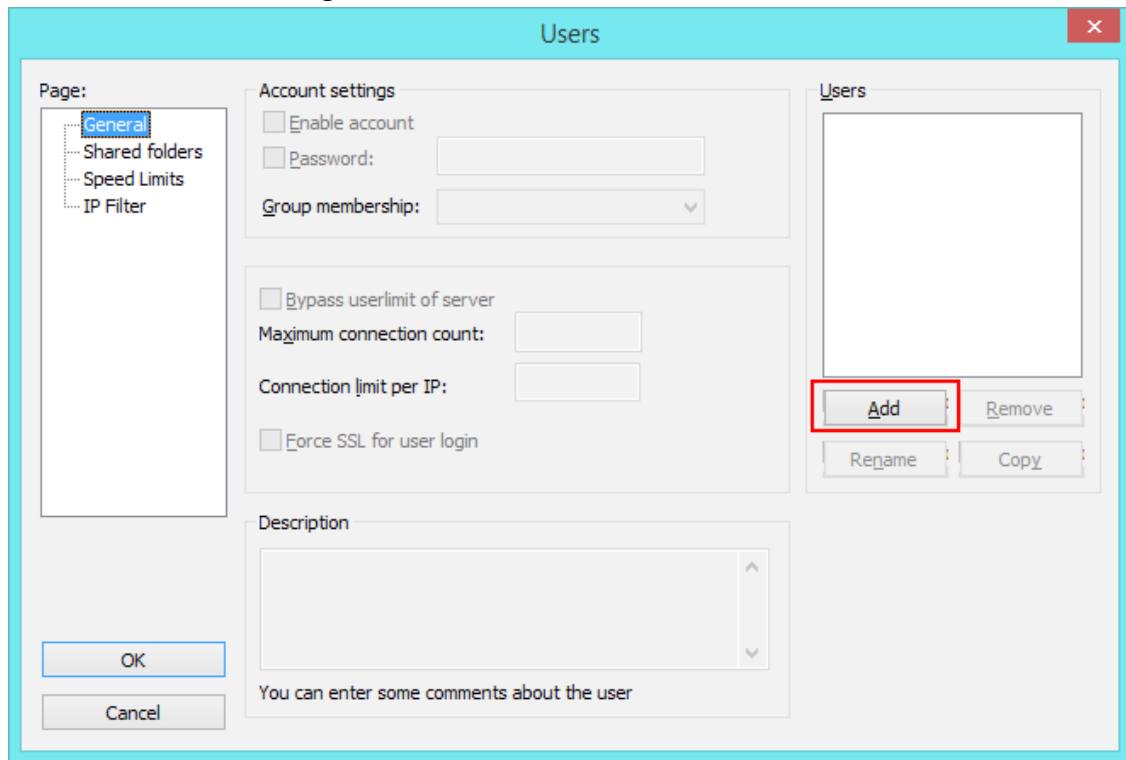 Users
Page:
General
Shared folders
Speed Limits
IP Filter
OK
Cancel
Account settings
Enable account
Password:
Group membership:
Bypass userlimit of server
Maximum connection count:
Connection limit per IP:
Force SSL for user login
Description
You can enter some comments about the user
Users
Add
Remove
Rename
Copy